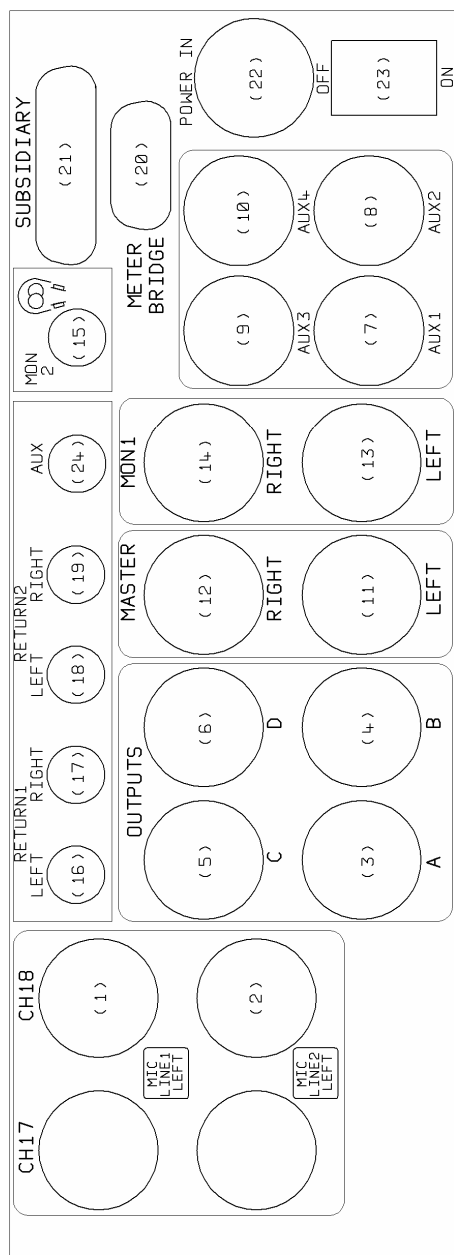 CH17
CH18
(1)
MIC
LINE1
LEFT
(2)
MIC
LINE2
LEFT
RETURN1
LEFT
RIGHT
(16)
(17)
RETURN2
LEFT
RIGHT
(18)
(19)
AUX
(24)
OUTPUTS
(5)
(6)
C
D
(3)
(4)
A
B
MASTER
(12)
RIGHT
(11)
LEFT
MON1
(14)
RIGHT
(13)
LEFT
MON
2
(15)
SUBSIDIARY
(21)
METER
BRIDGE
(20)
(9)
(10)
AUX3
AUX4
(7)
(8)
AUX1
AUX2
POWER IN
(22)
OFF
(23)
ON